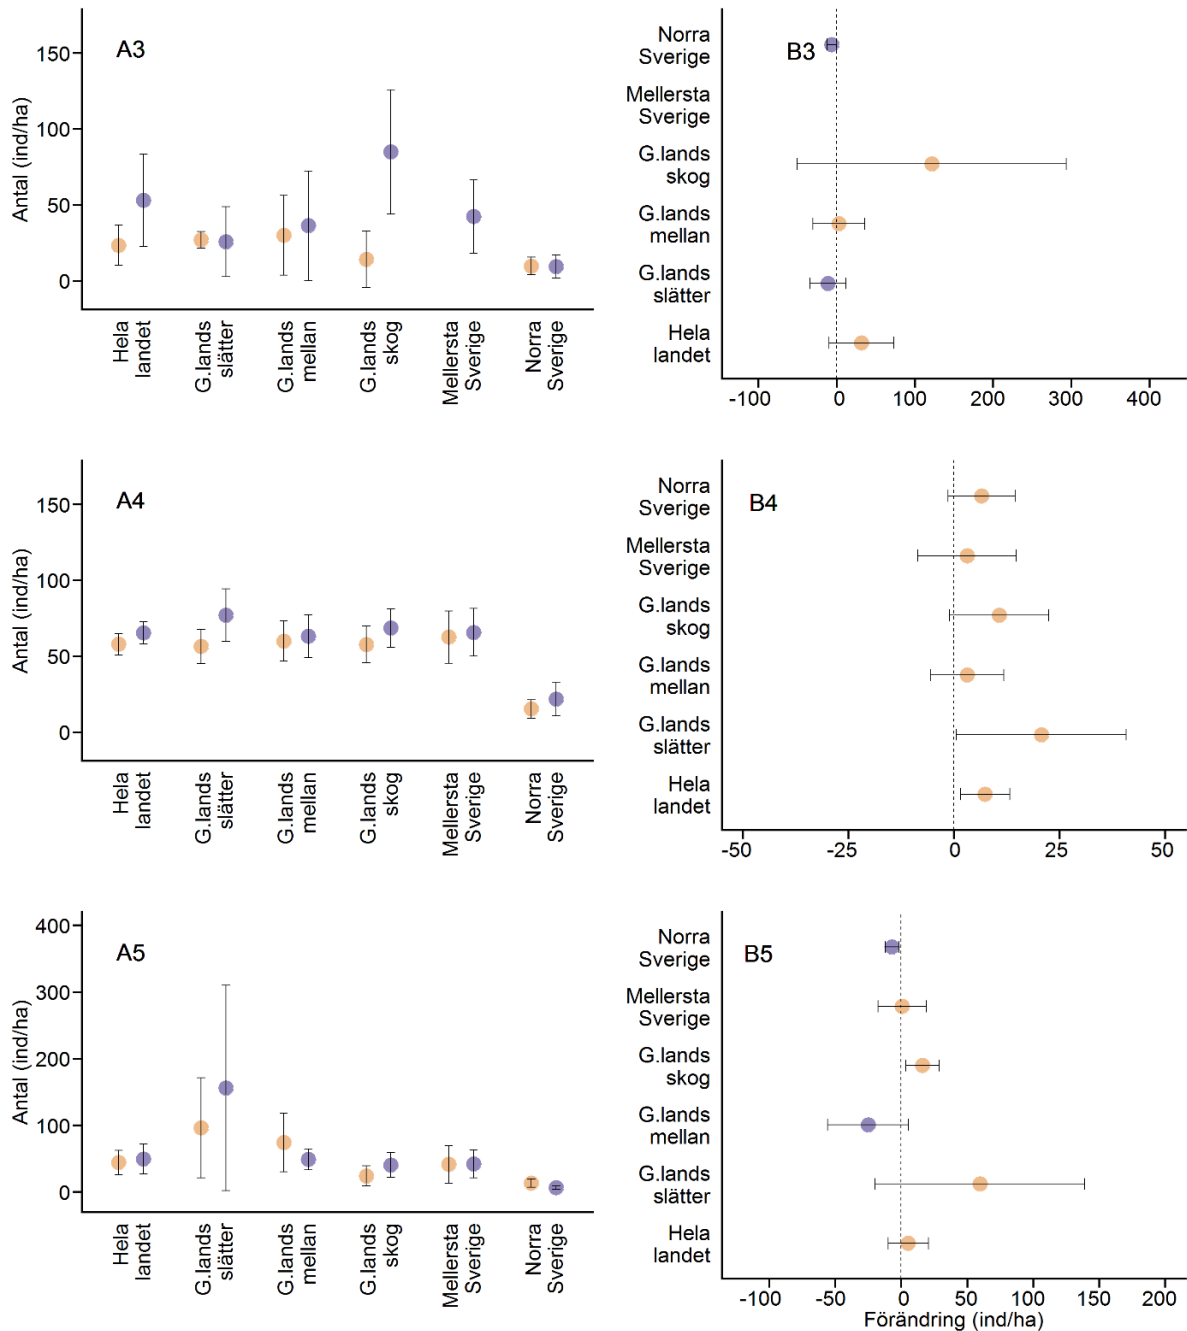 A3
Antal (ind/ha)
150
100
50
0
Hela
landet
G.lands
slätter
G.lands
mellan
G.lands
skog
Mellersta
Sverige
Norra
Sverige
B3
Norra
Sverige
Mellersta
Sverige
G.lands
skog
G.lands
mellan
G.lands
slätter
Hela
landet
-100 0 100 200 300 400
A4
Antal (ind/ha)
150
100
50
0
Hela
landet
G.lands
slätter
G.lands
mellan
G.lands
skog
Mellersta
Sverige
Norra
Sverige
B4
Norra
Sverige
Mellersta
Sverige
G.lands
skog
G.lands
mellan
G.lands
slätter
Hela
landet
-50 -25 0 25 50
A5
Antal (ind/ha)
400
300
200
100
0
Hela
landet
G.lands
slätter
G.lands
mellan
G.lands
skog
Mellersta
Sverige
Norra
Sverige
B5
Norra
Sverige
Mellersta
Sverige
G.lands
skog
G.lands
mellan
G.lands
slätter
Hela
landet
-100 -50 0 50 100 150 200
Förändring (ind/ha)